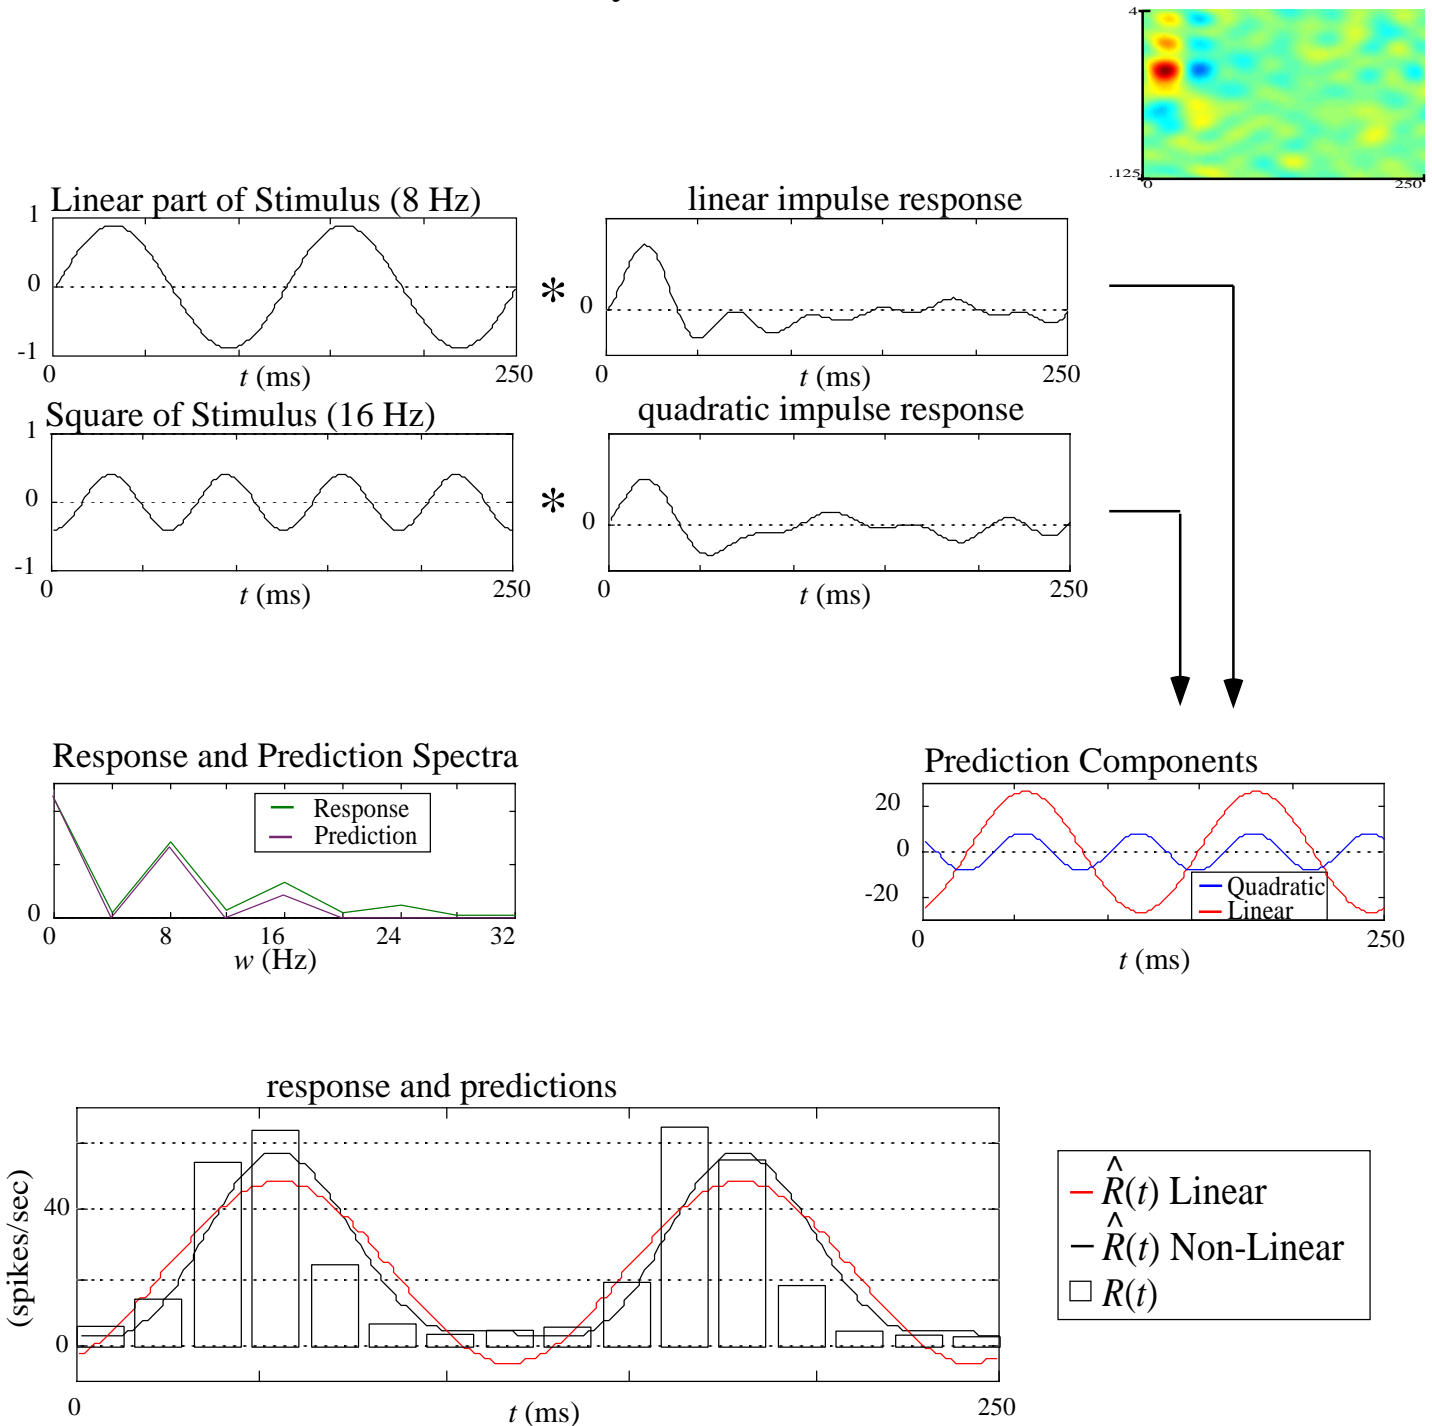 4
.125
0
250
Linear part of Stimulus (8 Hz)
1
0
-1
0
250
t (ms)
*
linear impulse response
0
0
250
t (ms)
Square of Stimulus (16 Hz)
1
0
-1
0
250
t (ms)
*
quadratic impulse response
0
0
250
t (ms)
Response and Prediction Spectra
Response
Prediction
0
0 8 16 24 32
w (Hz)
Prediction Components
20
0
-20
Quadratic
Linear
0
250
t (ms)
response and predictions
(spikes/sec)
40
20
0
0
250
t (ms)
R̂(t) Linear
R̂(t) Non-Linear
R(t)